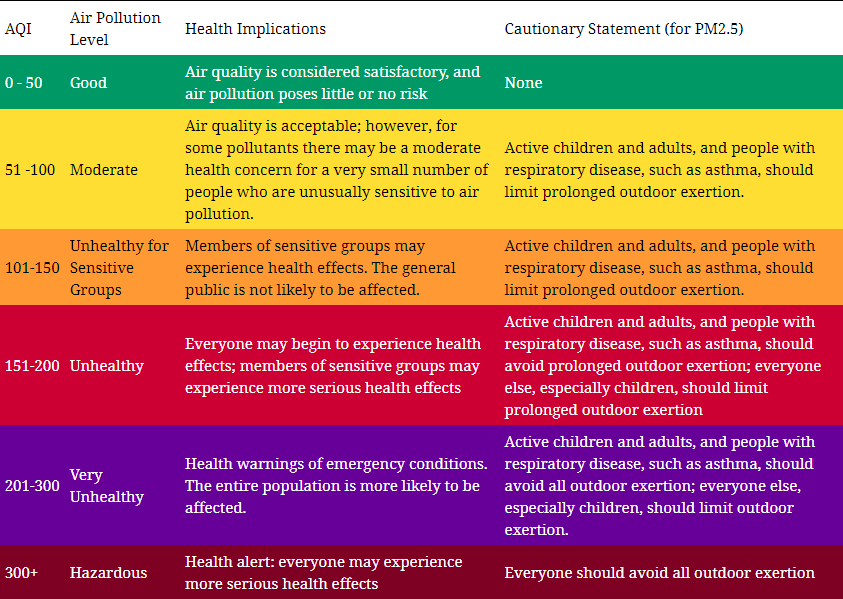 AQI
Air Pollution
Level
Health Implications
Cautionary Statement (for PM2.5)
0 - 50
Good
Air quality is considered satisfactory, and
air pollution poses little or no risk
None
51 -100
Moderate
Air quality is acceptable; however, for
some pollutants there may be a moderate
health concern for a very small number of
people who are unusually sensitive to air
pollution.
Active children and adults, and people with
respiratory disease, such as asthma, should
limit prolonged outdoor exertion.
101-150
Unhealthy for
Sensitive
Groups
Members of sensitive groups may
experience health effects. The general
public is not likely to be affected.
Active children and adults, and people with
respiratory disease, such as asthma, should
limit prolonged outdoor exertion.
151-200
Unhealthy
Everyone may begin to experience health
effects; members of sensitive groups may
experience more serious health effects
Active children and adults, and people with
respiratory disease, such as asthma, should
avoid prolonged outdoor exertion; everyone
else, especially children, should limit
prolonged outdoor exertion
201-300
Very
Unhealthy
Health warnings of emergency conditions.
The entire population is more likely to be
affected.
Active children and adults, and people with
respiratory disease, such as asthma, should
avoid all outdoor exertion; everyone else,
especially children, should limit outdoor
exertion.
300+
Hazardous
Health alert: everyone may experience
more serious health effects
Everyone should avoid all outdoor exertion